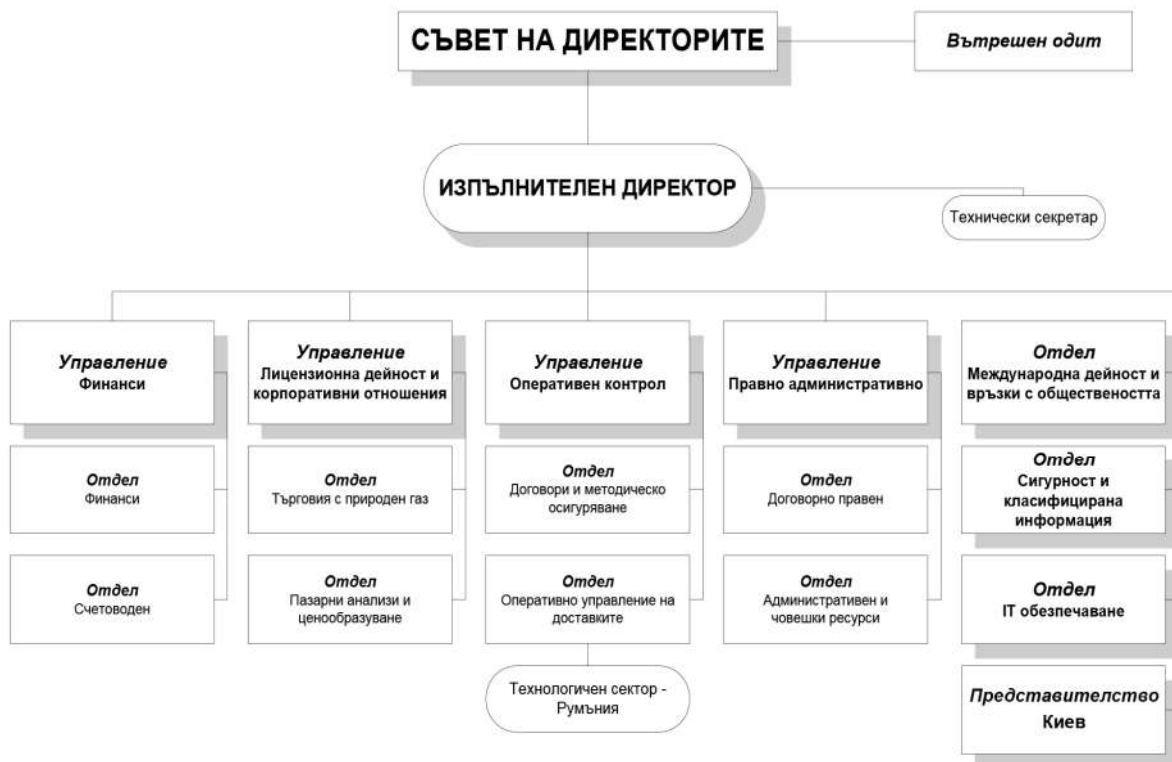 СЪВЕТ НА ДИРЕКТОРИТЕ
Вътрешен одит
ИЗПЪЛНИТЕЛЕН ДИРЕКТОР
Технически секретар
Управление
Финанси
Управление
Лицензионна дейност и
корпоративни отношения
Управление
Оперативен контрол
Управление
Правно административно
Отдел
Международна дейност и
връзки с обществеността
Отдел
Финанси
Отдел
Търговия с природен газ
Отдел
Договори и методическо
осигуряване
Отдел
Договорно правен
Отдел
Сигурност и
класифицирана
информация
Отдел
Счетоводен
Отдел
Пазарни анализи и
ценообразуване
Отдел
Оперативно управление на
доставките
Отдел
Административен и
човешки ресурси
Отдел
IT обезпечаване
Технологичен сектор -
Румъния
Представителство
Киев